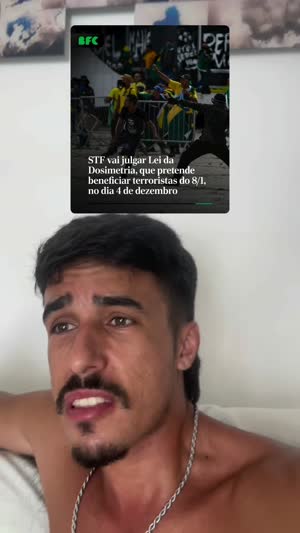 BFC
STF vai julgar Lei da
Dosimetria, que pretende
beneficiar terroristas do 8/1,
no dia 4 de dezembro